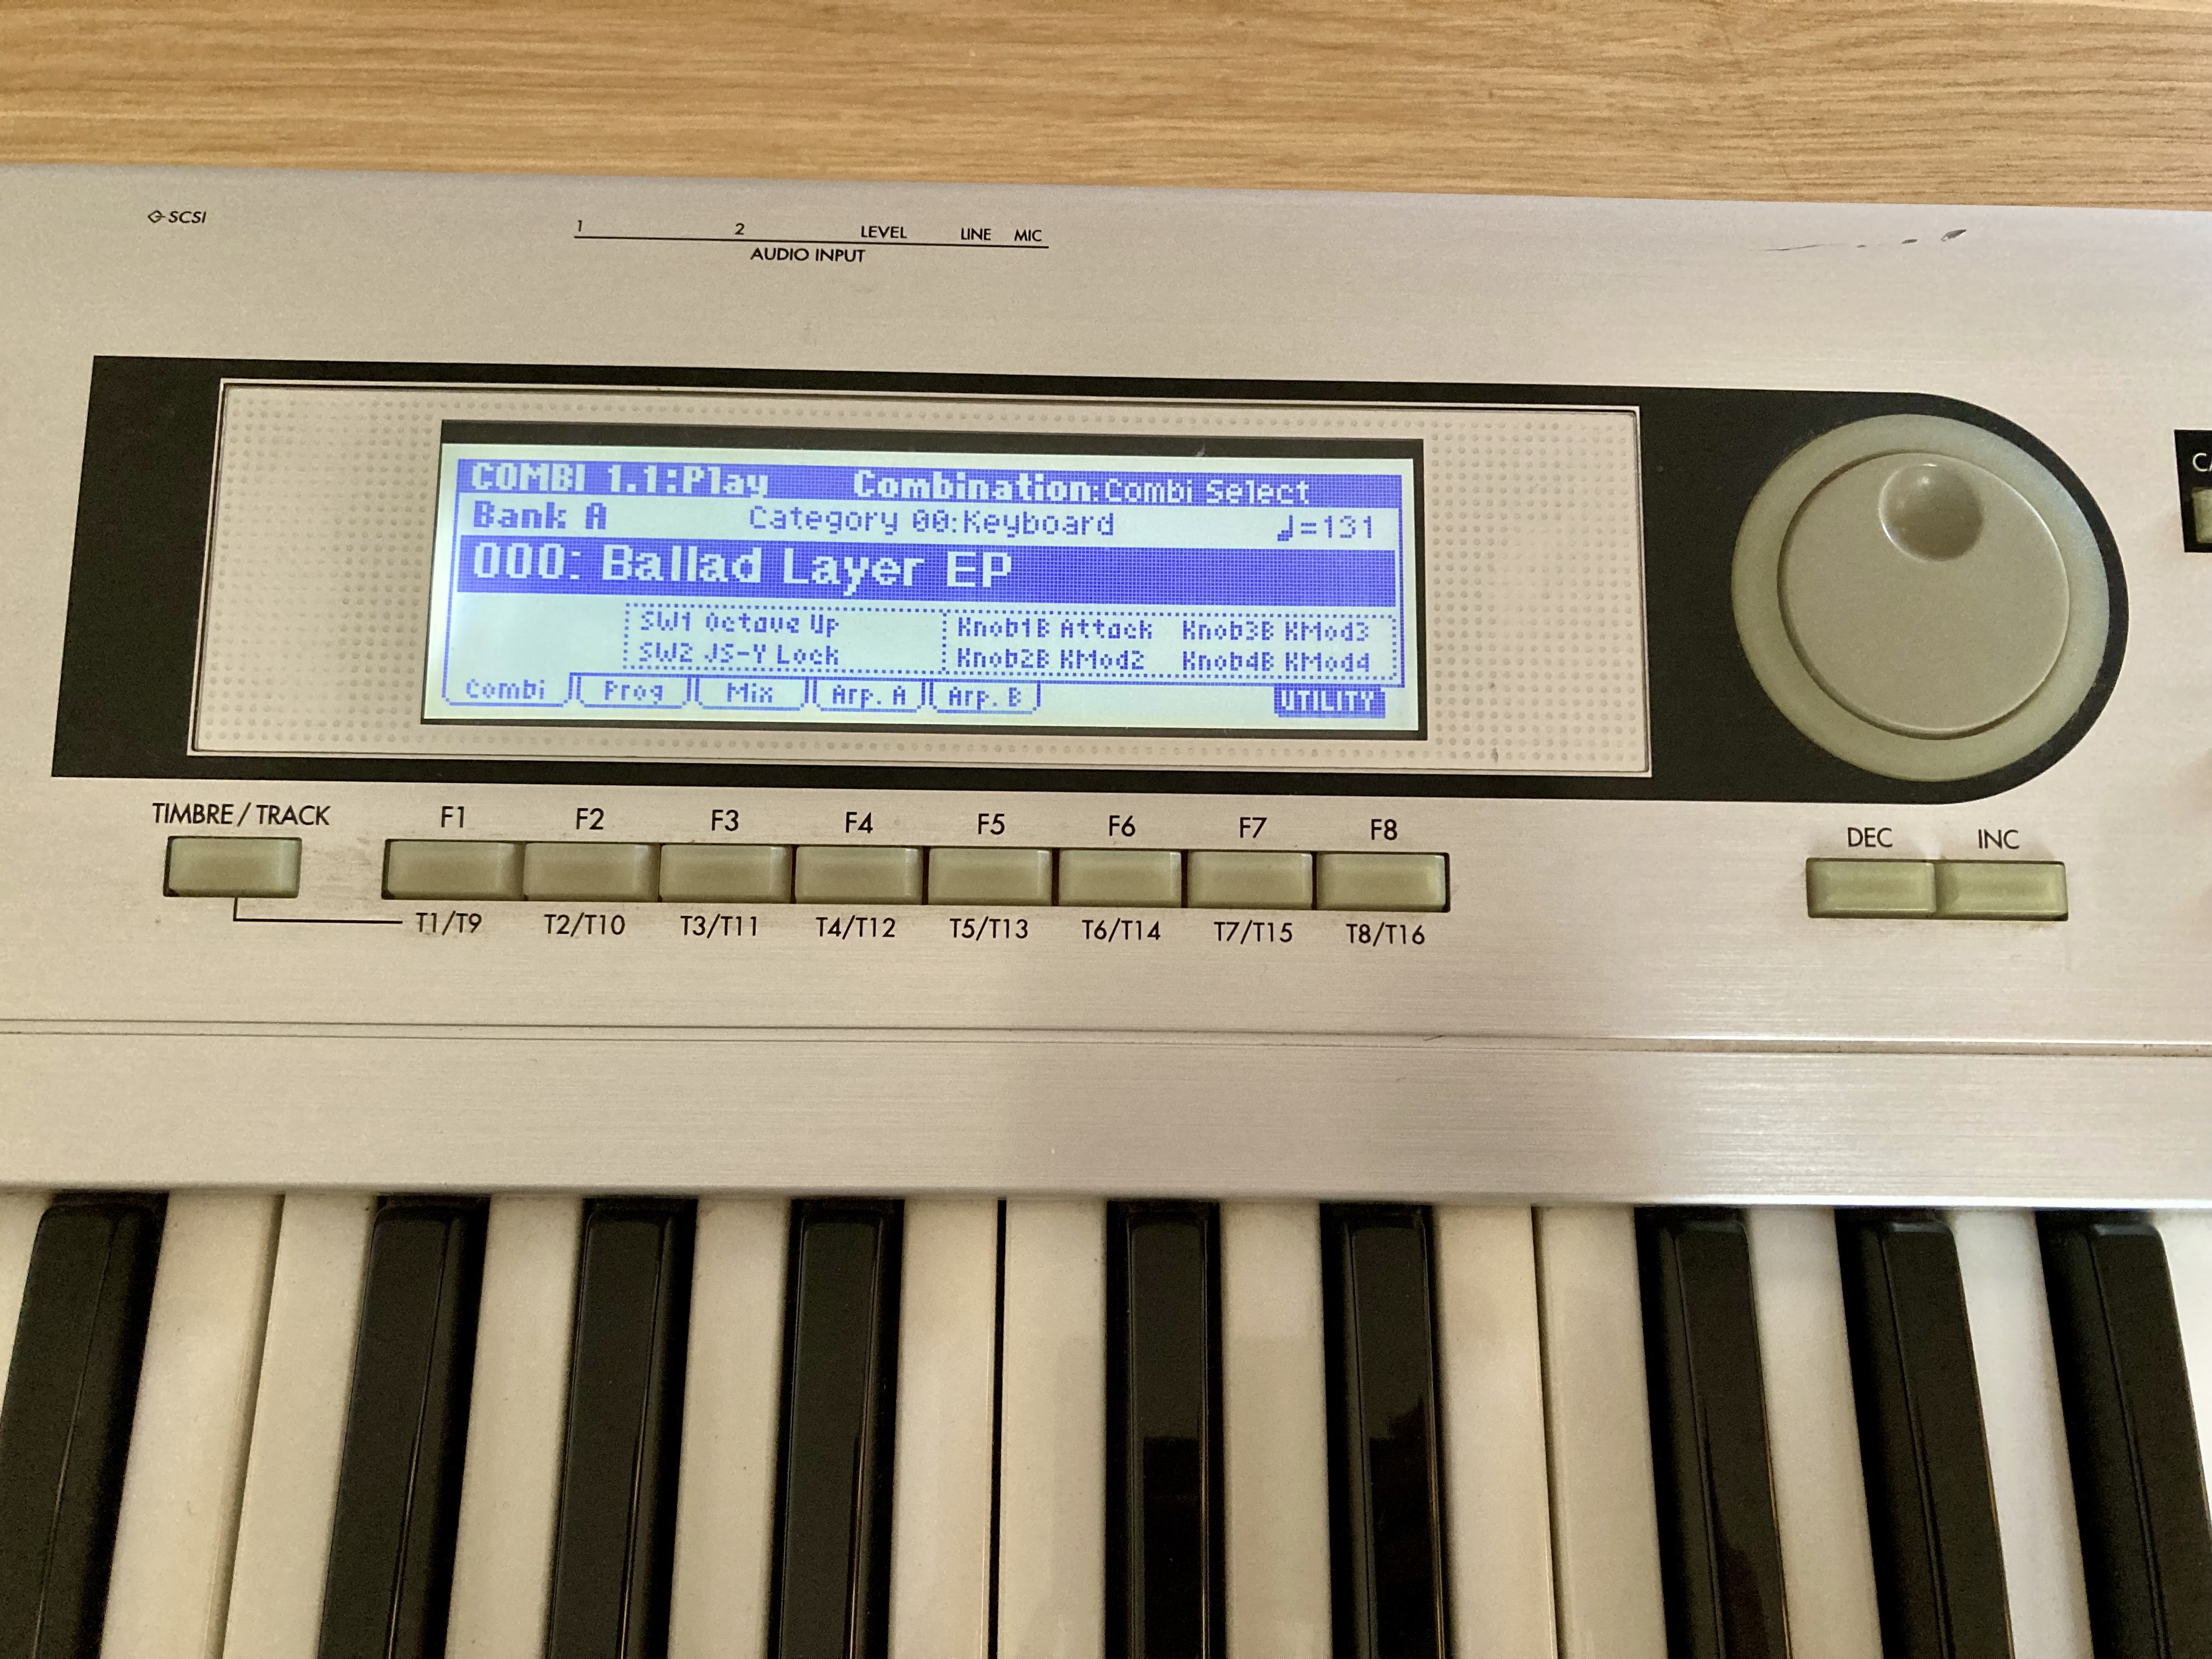 SCSI
1 2 LEVEL LINE MIC
AUDIO INPUT
COMBI 1.1:Play Combination:Combi Select
Bank A Category 00:Keyboard ♩=131
000: Ballad Layer EP
SW1 Octave Up Knob1B Attack Knob3B KMod3
SW2 JS-Y Lock Knob2B KMod2 Knob4B KMod4
Combi Prog Mix Arp. A Arp. B UTILITY
TIMBRE / TRACK F1 F2 F3 F4 F5 F6 F7 F8 DEC INC
T1/T9 T2/T10 T3/T11 T4/T12 T5/T13 T6/T14 T7/T15 T8/T16